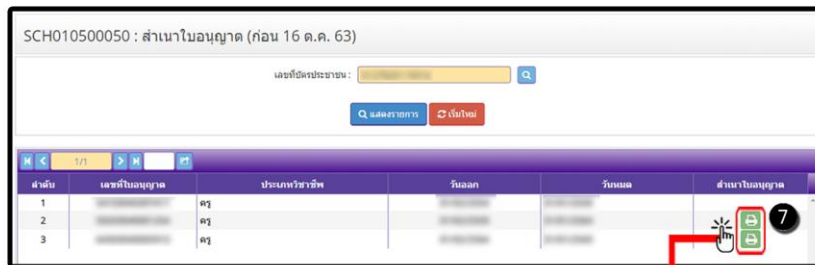 SCH010500050 : สำเนาใบอนุญาต (ก่อน 16 ต.ค. 63)
เลขที่บัตรประชาชน :
แสดงรายการ เริ่มใหม่
1/1
ลำดับ เลขที่ใบอนุญาต ประเภทวิชาชีพ วันออก วันหมด สำเนาใบอนุญาต
1 ครู
2 ครู
3 ครู
7